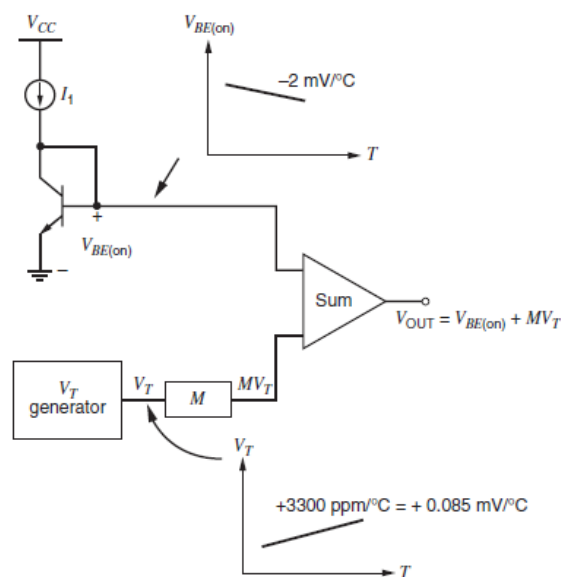 V_CC
V_BE(on)
−2 mV/°C
I_1
T
+
V_BE(on)
−
Sum
V_OUT = V_BE(on) + MV_T
V_T
generator
V_T
M
MV_T
V_T
+3300 ppm/°C = + 0.085 mV/°C
T